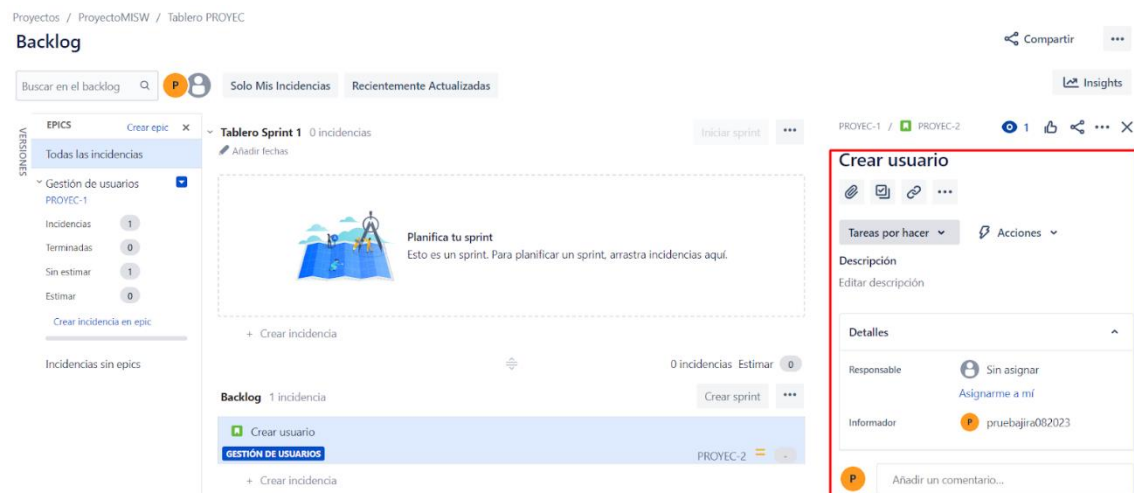 Proyectos / ProyectoMISW / Tablero PROYEC
Backlog
Compartir
Buscar en el backlog
P
Solo Mis Incidencias
Recientemente Actualizadas
Insights
VERSIONES
EPICS
Crear epic
Todas las incidencias
Gestión de usuarios
PROYEC-1
Incidencias 1
Terminadas 0
Sin estimar 1
Estimar 0
Crear incidencia en epic
Incidencias sin epics
Tablero Sprint 1 0 incidencias
Iniciar sprint
Añadir fechas
Planifica tu sprint
Esto es un sprint. Para planificar un sprint, arrastra incidencias aquí.
+ Crear incidencia
0 incidencias Estimar 0
Backlog 1 incidencia
Crear sprint
Crear usuario
GESTIÓN DE USUARIOS
PROYEC-2 -
+ Crear incidencia
PROYEC-1 / PROYEC-2
1
Crear usuario
Tareas por hacer
Acciones
Descripción
Editar descripción
Detalles
Responsable
Sin asignar
Asignarme a mí
Informador
P pruebajira082023
P Añadir un comentario...